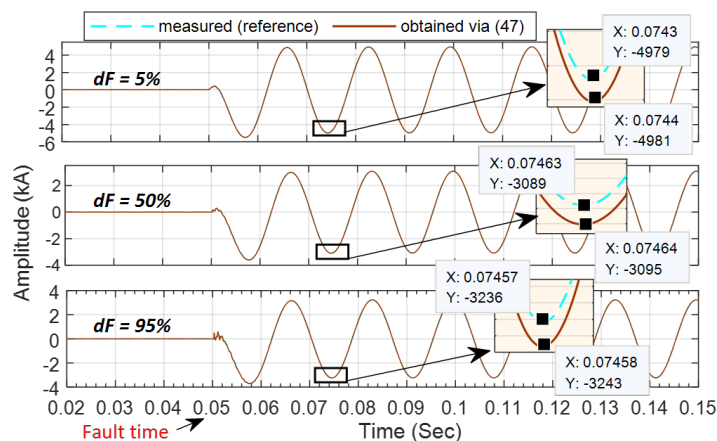 measured (reference) obtained via (47)
4
2
0
-2
-4
-6
dF = 5%
X: 0.0743
Y: -4979
X: 0.0744
Y: -4981
Amplitude (kA)
2
0
-2
-4
dF = 50%
X: 0.07463
Y: -3089
X: 0.07464
Y: -3095
4
2
0
-2
-4
dF = 95%
X: 0.07457
Y: -3236
X: 0.07458
Y: -3243
0.02 0.03 0.04 0.05 0.06 0.07 0.08 0.09 0.1 0.11 0.12 0.13 0.14 0.15
Fault time
Time (Sec)